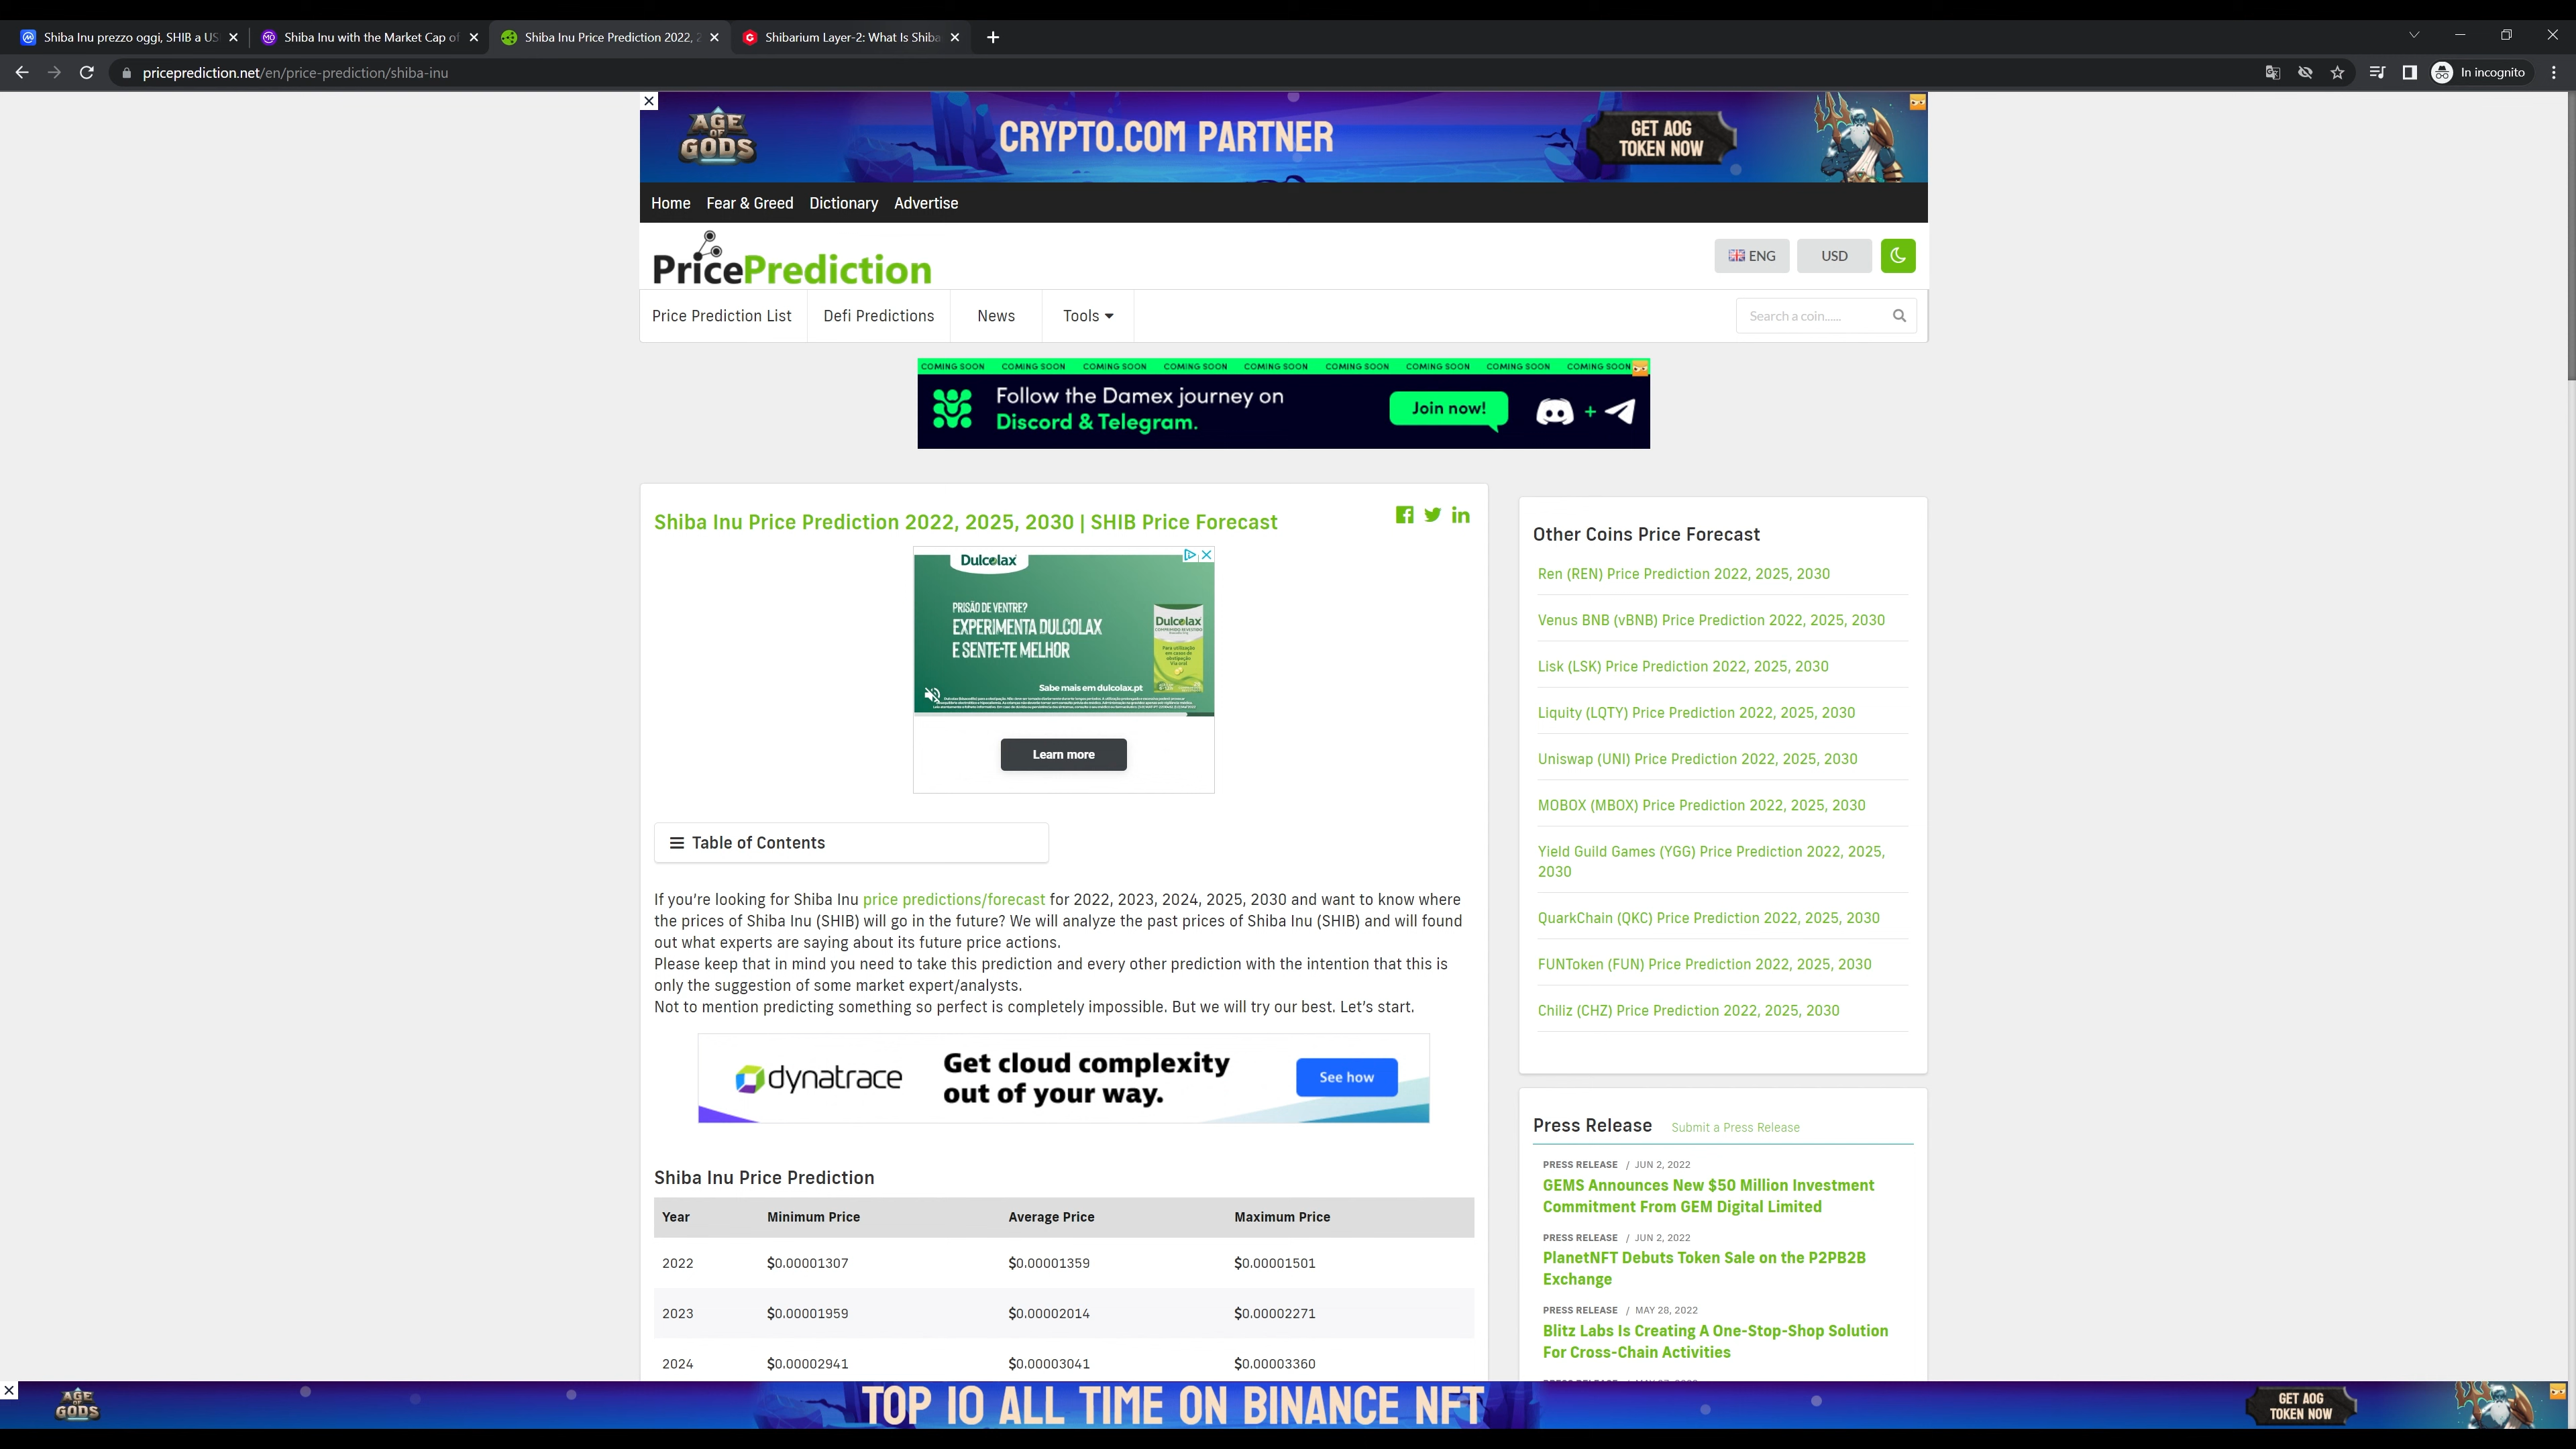 Shiba Inu prezzo oggi, SHIB a US
Shiba Inu with the Market Cap of
Shiba Inu Price Prediction 2022, 2
Shibarium Layer-2: What Is Shiba
priceprediction.net/en/price-prediction/shiba-inu
In incognito
AGE OF GODS
CRYPTO.COM PARTNER
GET AOG
TOKEN NOW
Home Fear & Greed Dictionary Advertise
PricePrediction
ENG
USD
Price Prediction List
Defi Predictions
News
Tools
Search a coin......
COMING SOON COMING SOON COMING SOON COMING SOON COMING SOON COMING SOON COMING SOON COMING SOON COMING SOON
Follow the Damex journey on
Discord & Telegram.
Join now!
+
Shiba Inu Price Prediction 2022, 2025, 2030 | SHIB Price Forecast
Dulcolax
PRISÃO DE VENTRE?
EXPERIMENTA DULCOLAX
E SENTE-TE MELHOR
Dulcolax
Sabe mais em dulcolax.pt
Learn more
Table of Contents
If you're looking for Shiba Inu price predictions/forecast for 2022, 2023, 2024, 2025, 2030 and want to know where
the prices of Shiba Inu (SHIB) will go in the future? We will analyze the past prices of Shiba Inu (SHIB) and will found
out what experts are saying about its future price actions.
Please keep that in mind you need to take this prediction and every other prediction with the intention that this is
only the suggestion of some market expert/analysts.
Not to mention predicting something so perfect is completely impossible. But we will try our best. Let's start.
dynatrace
Get cloud complexity
out of your way.
See how
Shiba Inu Price Prediction
Year Minimum Price Average Price Maximum Price
2022 $0.00001307 $0.00001359 $0.00001501
2023 $0.00001959 $0.00002014 $0.00002271
2024 $0.00002941 $0.00003041 $0.00003360
Other Coins Price Forecast
Ren (REN) Price Prediction 2022, 2025, 2030
Venus BNB (vBNB) Price Prediction 2022, 2025, 2030
Lisk (LSK) Price Prediction 2022, 2025, 2030
Liquity (LQTY) Price Prediction 2022, 2025, 2030
Uniswap (UNI) Price Prediction 2022, 2025, 2030
MOBOX (MBOX) Price Prediction 2022, 2025, 2030
Yield Guild Games (YGG) Price Prediction 2022, 2025,
2030
QuarkChain (QKC) Price Prediction 2022, 2025, 2030
FUNToken (FUN) Price Prediction 2022, 2025, 2030
Chiliz (CHZ) Price Prediction 2022, 2025, 2030
Press Release Submit a Press Release
PRESS RELEASE / JUN 2, 2022
GEMS Announces New $50 Million Investment
Commitment From GEM Digital Limited
PRESS RELEASE / JUN 2, 2022
PlanetNFT Debuts Token Sale on the P2PB2B
Exchange
PRESS RELEASE / MAY 28, 2022
Blitz Labs Is Creating A One-Stop-Shop Solution
For Cross-Chain Activities
AGE OF GODS
TOP 10 ALL TIME ON BINANCE NFT
GET AOG
TOKEN NOW